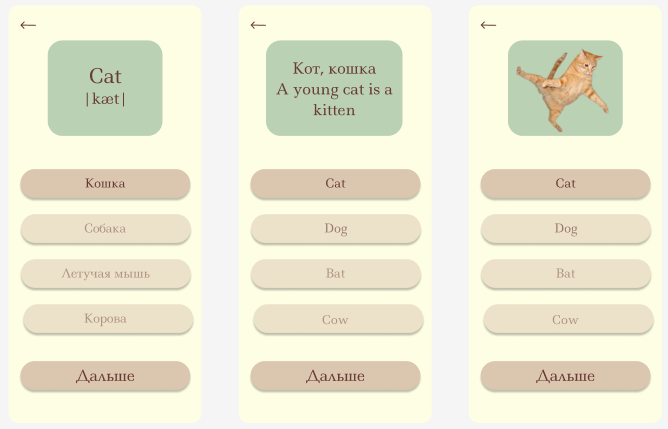 Cat
|kæt|
Кошка
Собака
Летучая мышь
Корова
Дальше
Кот, кошка
A young cat is a
kitten
Cat
Dog
Bat
Cow
Дальше
Cat
Dog
Bat
Cow
Дальше